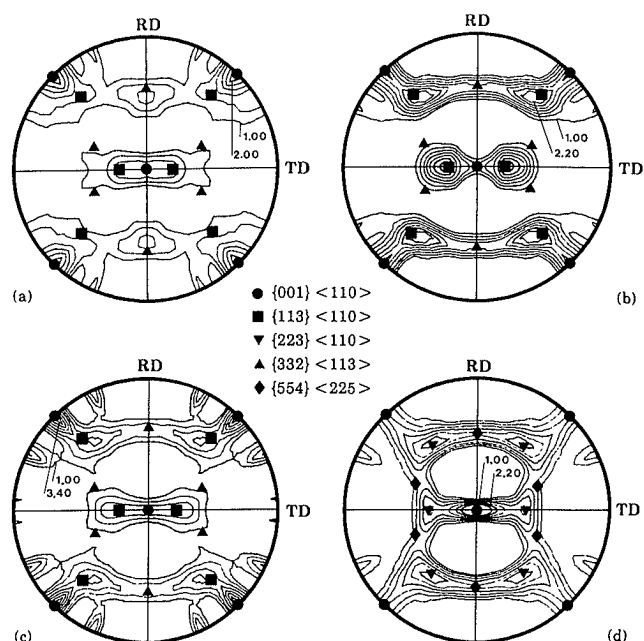 RD
RD
1.00
2.00
TD
1.00
2.20
TD
(a)
(b)
{001} <110>
{113} <110>
{223} <110>
{332} <113>
{554} <225>
RD
RD
1,00
3,40
TD
1,00
2,20
TD
(c)
(d)